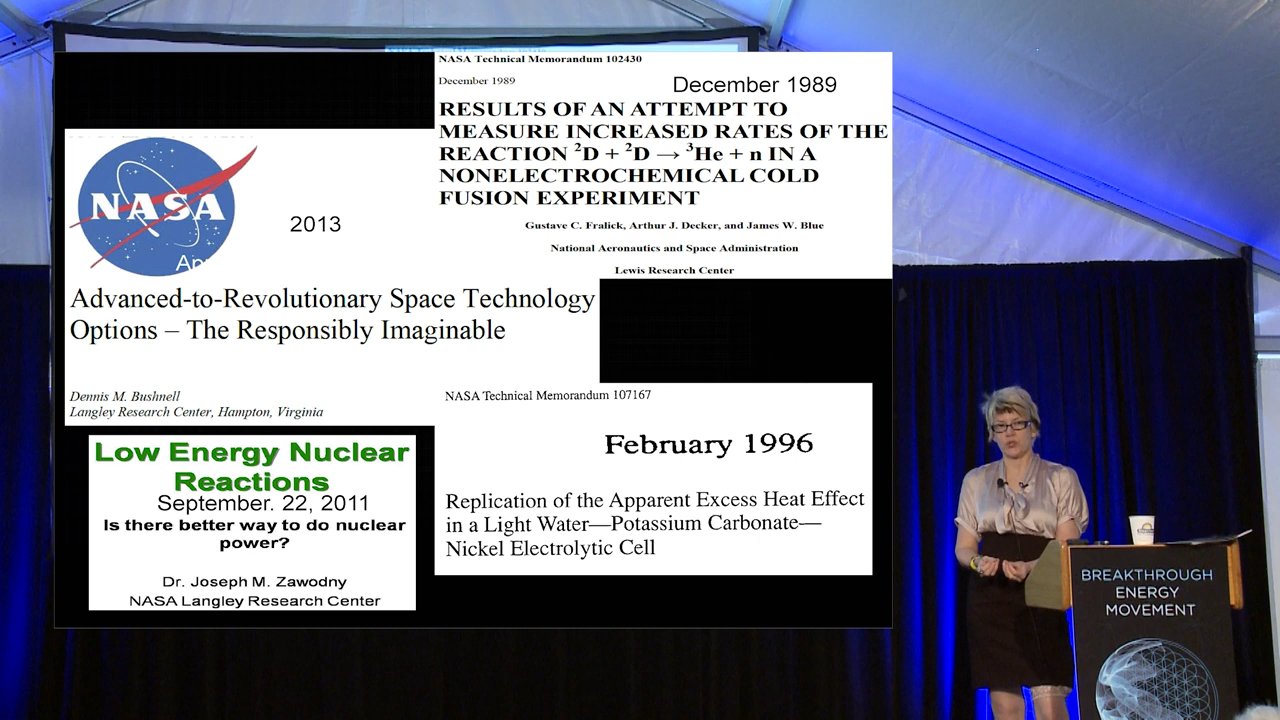 NASA Technical Memorandum 102430
December 1989
December 1989
RESULTS OF AN ATTEMPT TO
MEASURE INCREASED RATES OF THE
REACTION ²D + ²D → ³He + n IN A
NONELECTROCHEMICAL COLD
FUSION EXPERIMENT
Gustave C. Fralick, Arthur J. Decker, and James W. Blue
National Aeronautics and Space Administration
Lewis Research Center
NASA
2013
Advanced-to-Revolutionary Space Technology
Options – The Responsibly Imaginable
Dennis M. Bushnell
Langley Research Center, Hampton, Virginia
NASA Technical Memorandum 107167
February 1996
Replication of the Apparent Excess Heat Effect
in a Light Water—Potassium Carbonate—
Nickel Electrolytic Cell
Low Energy Nuclear
Reactions
September. 22, 2011
Is there better way to do nuclear
power?
Dr. Joseph M. Zawodny
NASA Langley Research Center
BREAKTHROUGH
ENERGY
MOVEMENT